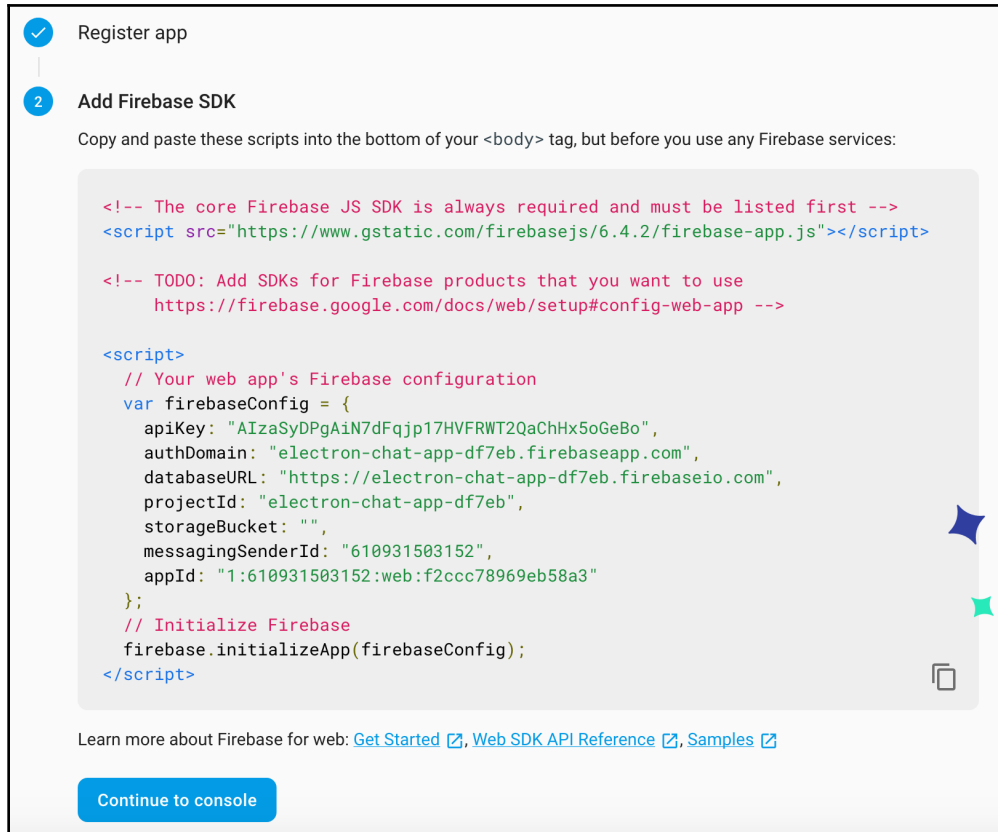 Register app
2
Add Firebase SDK
Copy and paste these scripts into the bottom of your <body> tag, but before you use any Firebase services:
<!-- The core Firebase JS SDK is always required and must be listed first -->
<script src="https://www.gstatic.com/firebasejs/6.4.2/firebase-app.js"></script>
<!-- TODO: Add SDKs for Firebase products that you want to use
https://firebase.google.com/docs/web/setup#config-web-app -->
<script>
// Your web app's Firebase configuration
var firebaseConfig = {
apiKey: "AIzaSyDPgAiN7dFqjp17HVFRWT2QaChHx5oGeBo",
authDomain: "electron-chat-app-df7eb.firebaseapp.com",
databaseURL: "https://electron-chat-app-df7eb.firebaseio.com",
projectId: "electron-chat-app-df7eb",
storageBucket: "",
messagingSenderId: "610931503152",
appId: "1:610931503152:web:f2ccc78969eb58a3"
};
// Initialize Firebase
firebase.initializeApp(firebaseConfig);
</script>
Learn more about Firebase for web: Get Started, Web SDK API Reference, Samples
Continue to console